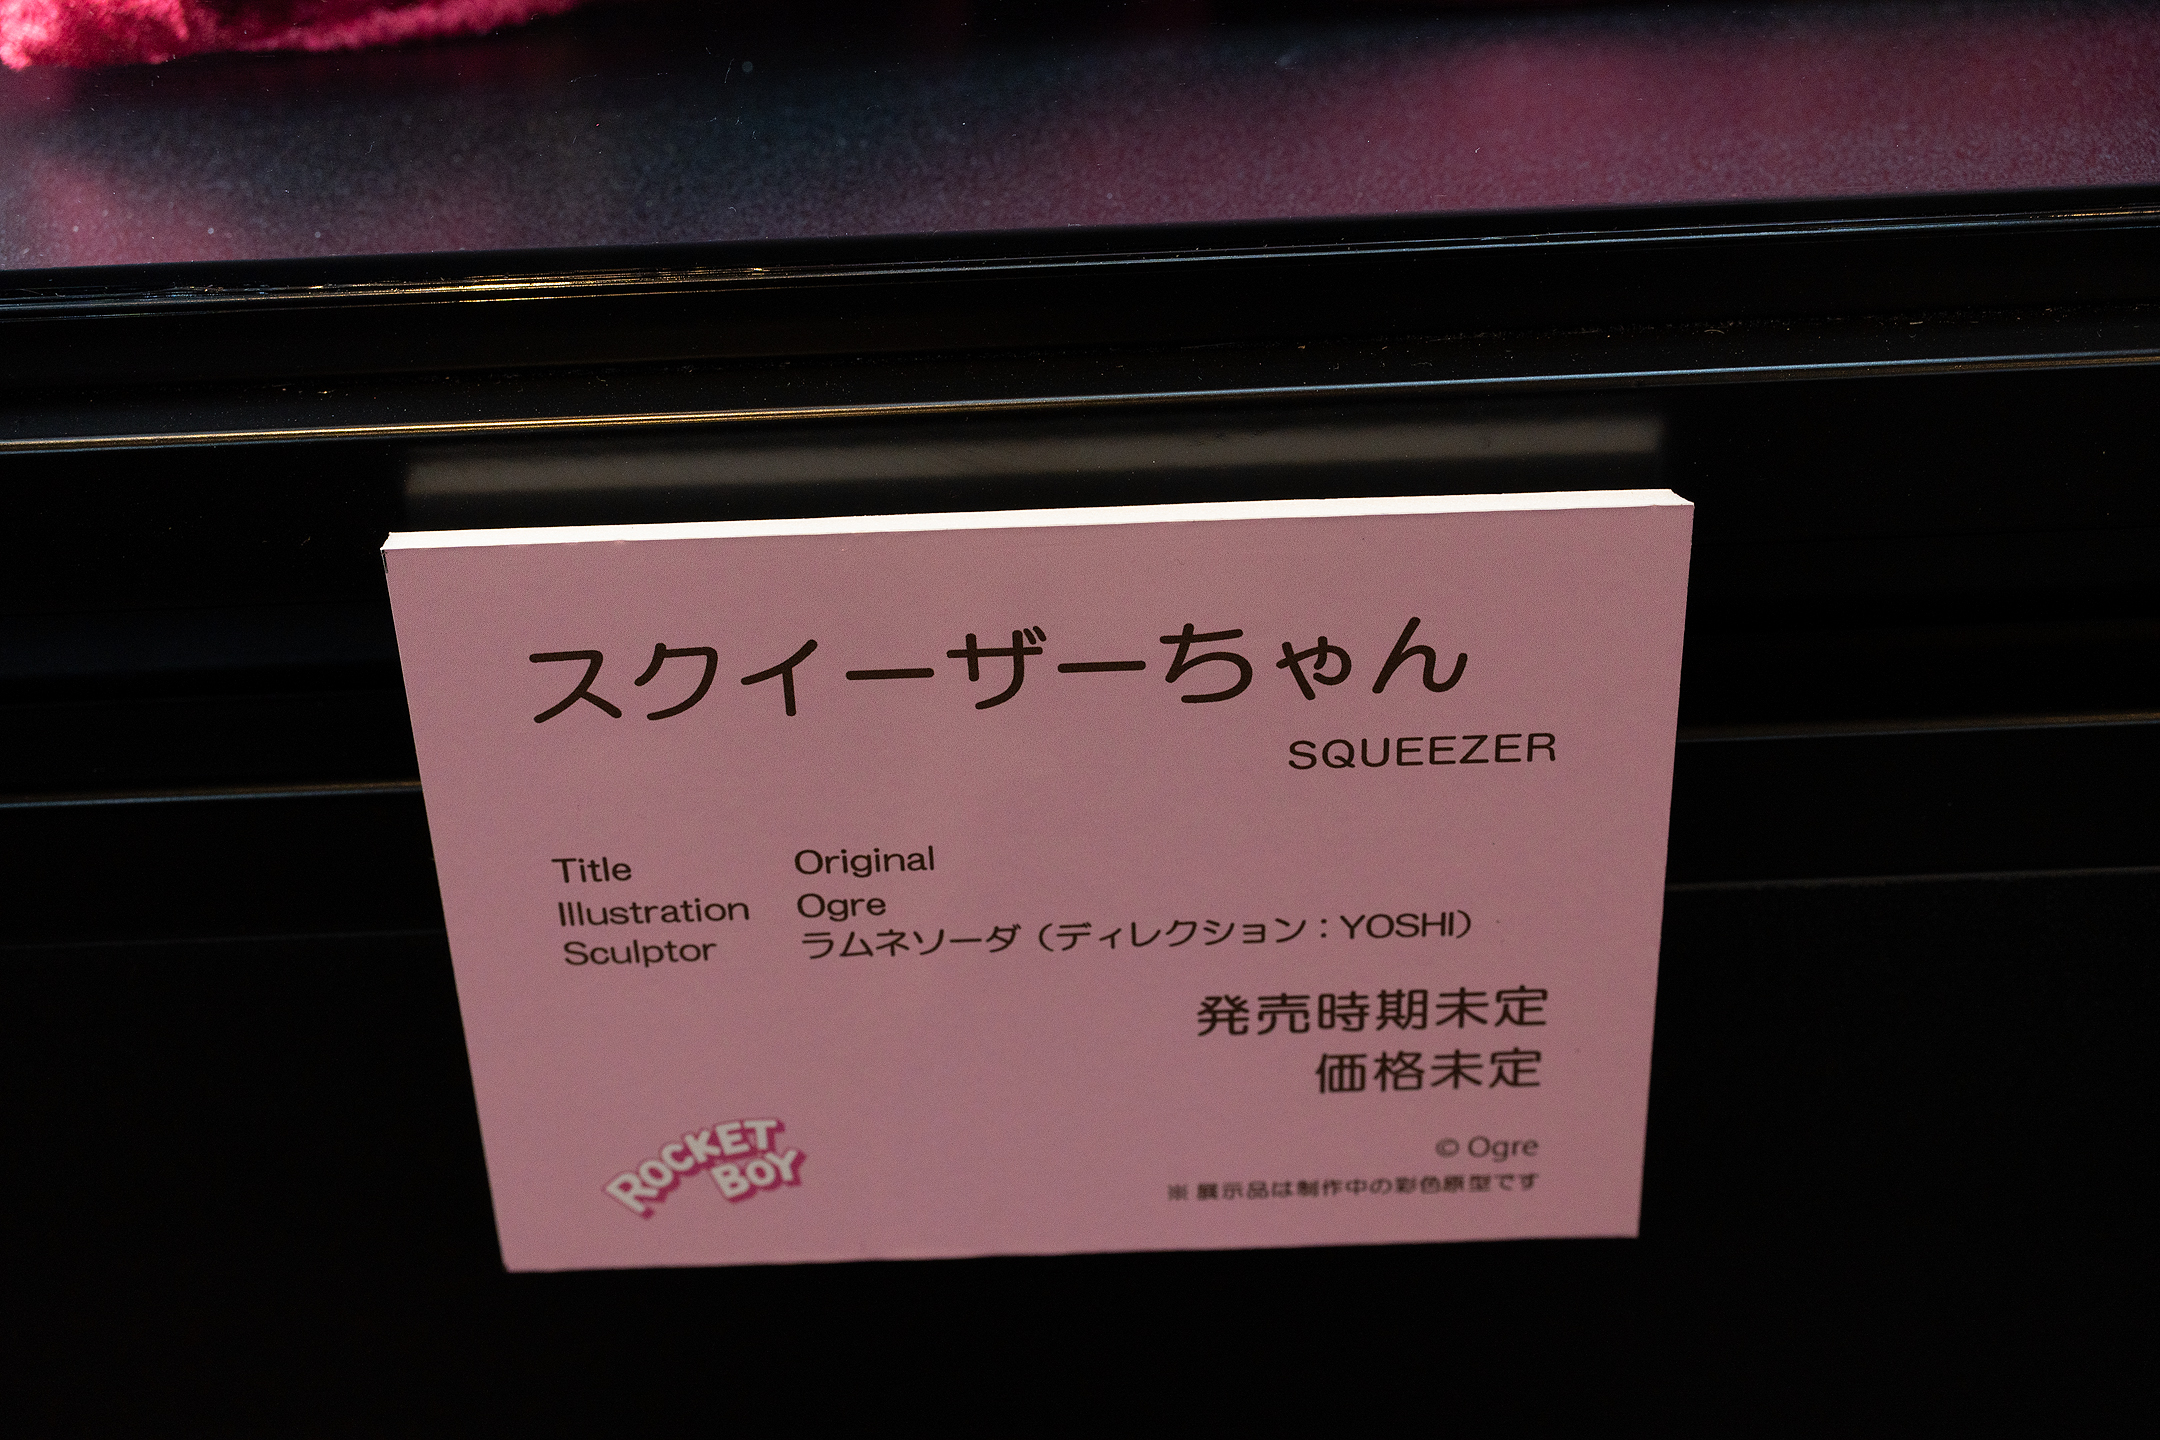 スクイーザーちゃん
SQUEEZER
Title Original
Illustration Ogre
Sculptor ラムネソーダ（ディレクション：YOSHI）
発売時期未定
価格未定
ROCKET
BOY
© Ogre
※ 展示品は制作中の彩色原型です